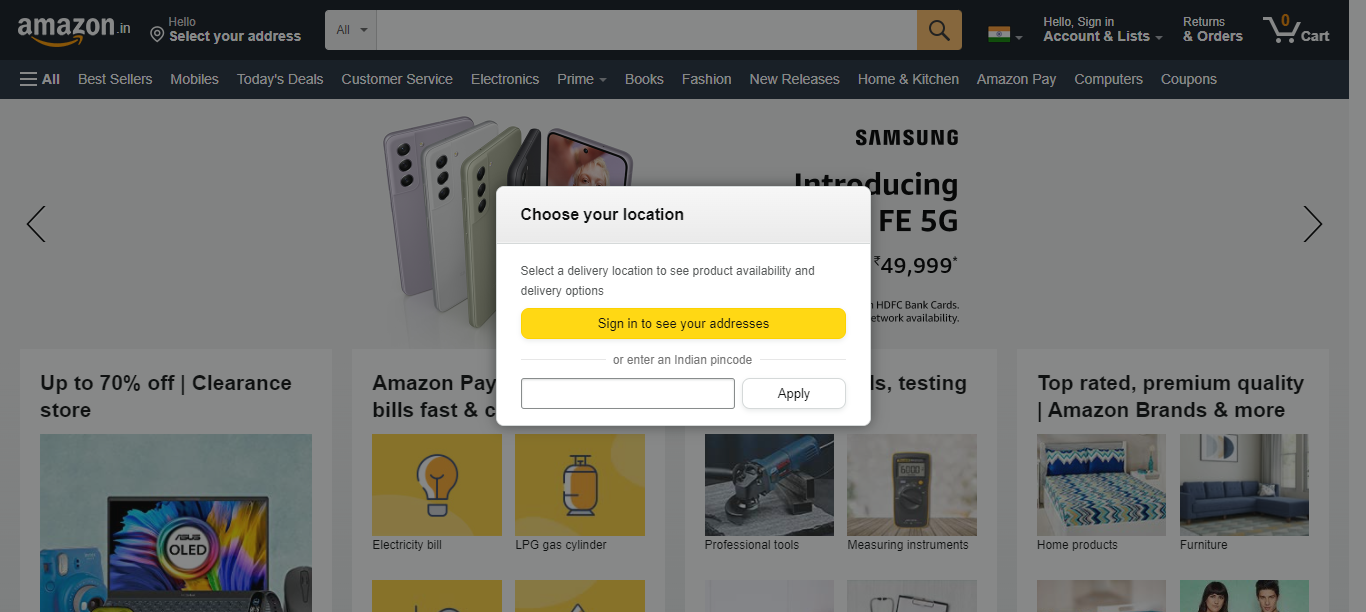 amazon.in
Hello
Select your address
All
Hello, Sign in
Account & Lists
Returns
& Orders
0
Cart
All
Best Sellers
Mobiles
Today's Deals
Customer Service
Electronics
Prime
Books
Fashion
New Releases
Home & Kitchen
Amazon Pay
Computers
Coupons
SAMSUNG
Introducing
FE 5G
₹49,999*
HDFC Bank Cards.
availability.
Choose your location
Select a delivery location to see product availability and
delivery options
Sign in to see your addresses
or enter an Indian pincode
Apply
Up to 70% off | Clearance
store
ASUS
OLED
Amazon Pay
bills fast &
Electricity bill
LPG gas cylinder
testing
6000
Professional tools
Measuring instruments
Top rated, premium quality
| Amazon Brands & more
Home products
Furniture